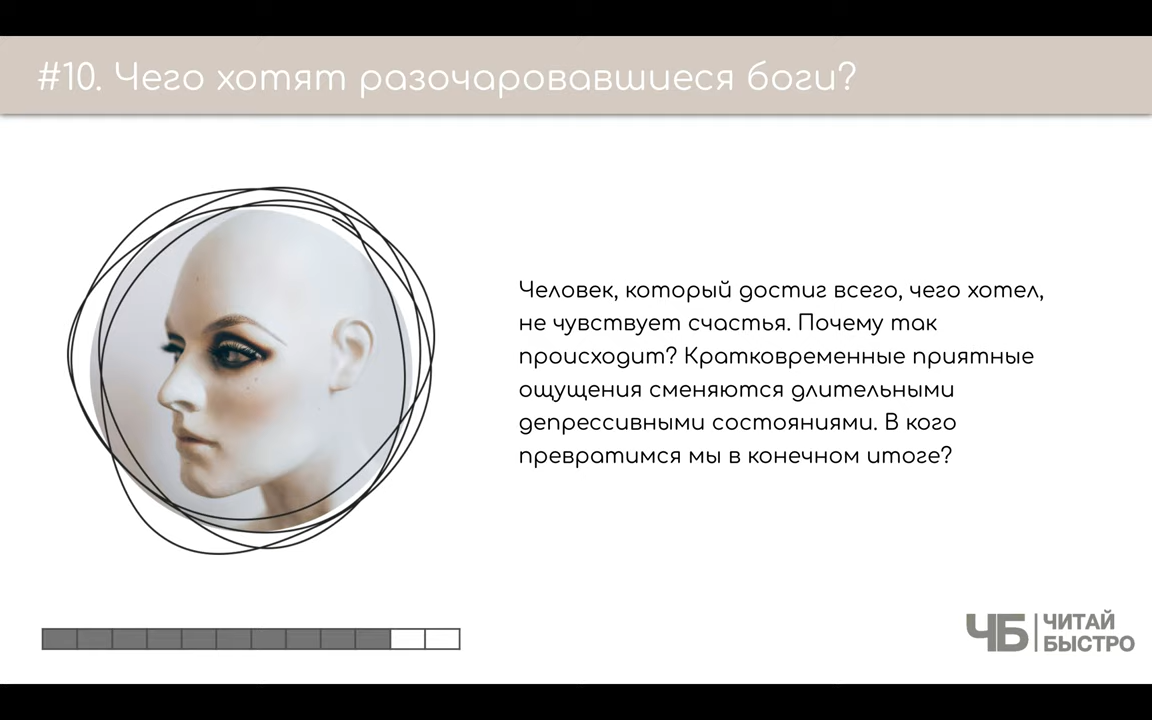 #10. Чего хотят разочаровавшиеся боги?
Человек, который достиг всего, чего хотел,
не чувствует счастья. Почему так
происходит? Кратковременные приятные
ощущения сменяются длительными
депрессивными состояниями. В кого
превратимся мы в конечном итоге?
ЧБ
ЧИТАЙ
БЫСТРО